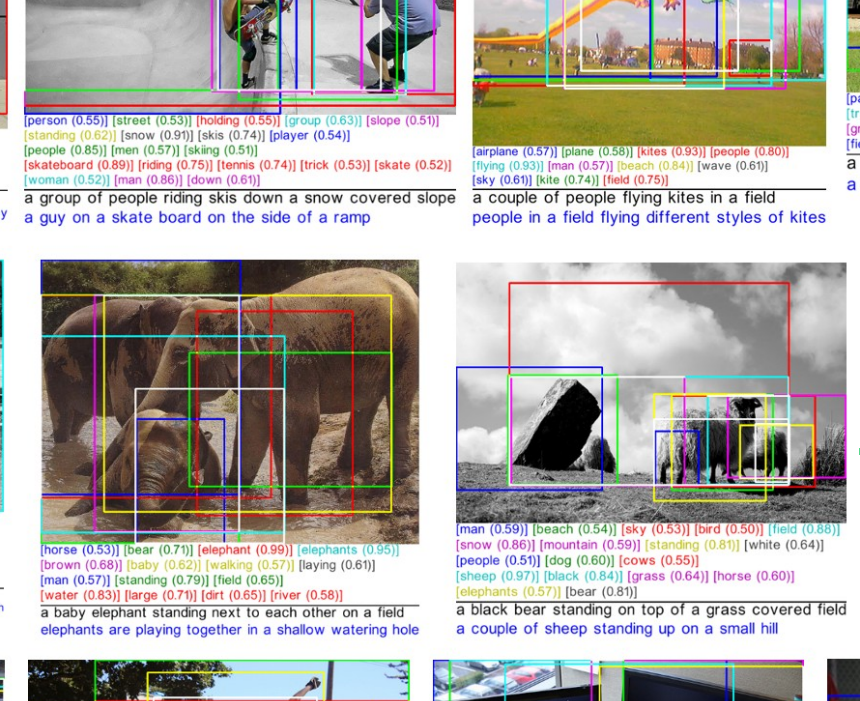 [person (0.55)] [street (0.53)] [holding (0.55)] [group (0.63)] [slope (0.51)]
[standing (0.62)] [snow (0.91)] [skis (0.74)] [player (0.54)]
[people (0.85)] [men (0.57)] [skiing (0.51)]
[skateboard (0.89)] [riding (0.75)] [tennis (0.74)] [trick (0.53)] [skate (0.52)]
[woman (0.52)] [man (0.86)] [down (0.61)]
a group of people riding skis down a snow covered slope
a guy on a skate board on the side of a ramp
[airplane (0.57)] [plane (0.58)] [kites (0.93)] [people (0.80)]
[flying (0.93)] [man (0.57)] [beach (0.84)] [wave (0.61)]
[sky (0.61)] [kite (0.74)] [field (0.75)]
a couple of people flying kites in a field
people in a field flying different styles of kites
[horse (0.53)] [bear (0.71)] [elephant (0.99)] [elephants (0.95)]
[brown (0.68)] [baby (0.62)] [walking (0.57)] [laying (0.61)]
[man (0.57)] [standing (0.79)] [field (0.65)]
[water (0.83)] [large (0.71)] [dirt (0.65)] [river (0.58)]
a baby elephant standing next to each other on a field
elephants are playing together in a shallow watering hole
[man (0.59)] [beach (0.54)] [sky (0.53)] [bird (0.50)] [field (0.88)]
[snow (0.86)] [mountain (0.59)] [standing (0.81)] [white (0.64)]
[people (0.51)] [dog (0.60)] [cows (0.55)]
[sheep (0.97)] [black (0.84)] [grass (0.64)] [horse (0.60)]
[elephants (0.57)] [bear (0.81)]
a black bear standing on top of a grass covered field
a couple of sheep standing up on a small hill